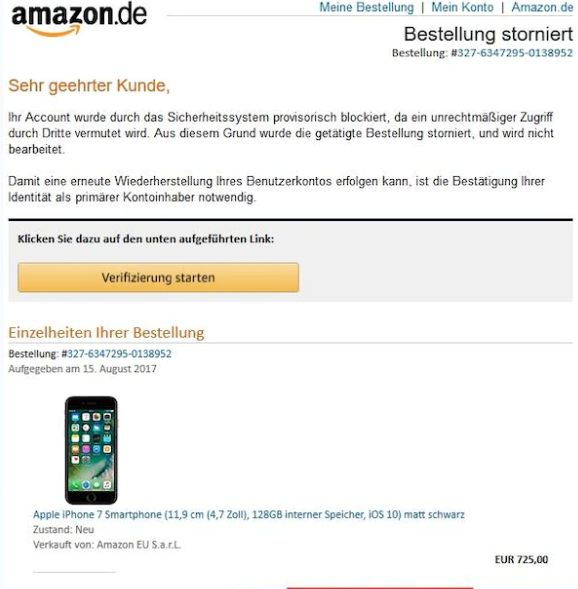 amazon.de
Meine Bestellung | Mein Konto | Amazon.de
Bestellung storniert
Bestellung: #327-6347295-0138952
Sehr geehrter Kunde,
Ihr Account wurde durch das Sicherheitssystem provisorisch blockiert, da ein unrechtmäßiger Zugriff
durch Dritte vermutet wird. Aus diesem Grund wurde die getätigte Bestellung storniert, und wird nicht
bearbeitet.
Damit eine erneute Wiederherstellung Ihres Benutzerkontos erfolgen kann, ist die Bestätigung Ihrer
Identität als primärer Kontoinhaber notwendig.
Klicken Sie dazu auf den unten aufgeführten Link:
Verifizierung starten
Einzelheiten Ihrer Bestellung
Bestellung: #327-6347295-0138952
Aufgegeben am 15. August 2017
Apple iPhone 7 Smartphone (11,9 cm (4,7 Zoll), 128GB interner Speicher, iOS 10) matt schwarz
Zustand: Neu
Verkauft von: Amazon EU S.a.r.L.
EUR 725,00